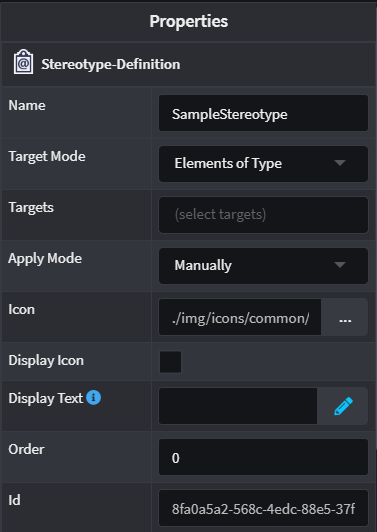 Properties
@ Stereotype-Definition
Name
SampleStereotype
Target Mode
Elements of Type
Targets
(select targets)
Apply Mode
Manually
Icon
./img/icons/common/
...
Display Icon
Display Text i
Order
0
Id
8fa0a5a2-568c-4edc-88e5-37f